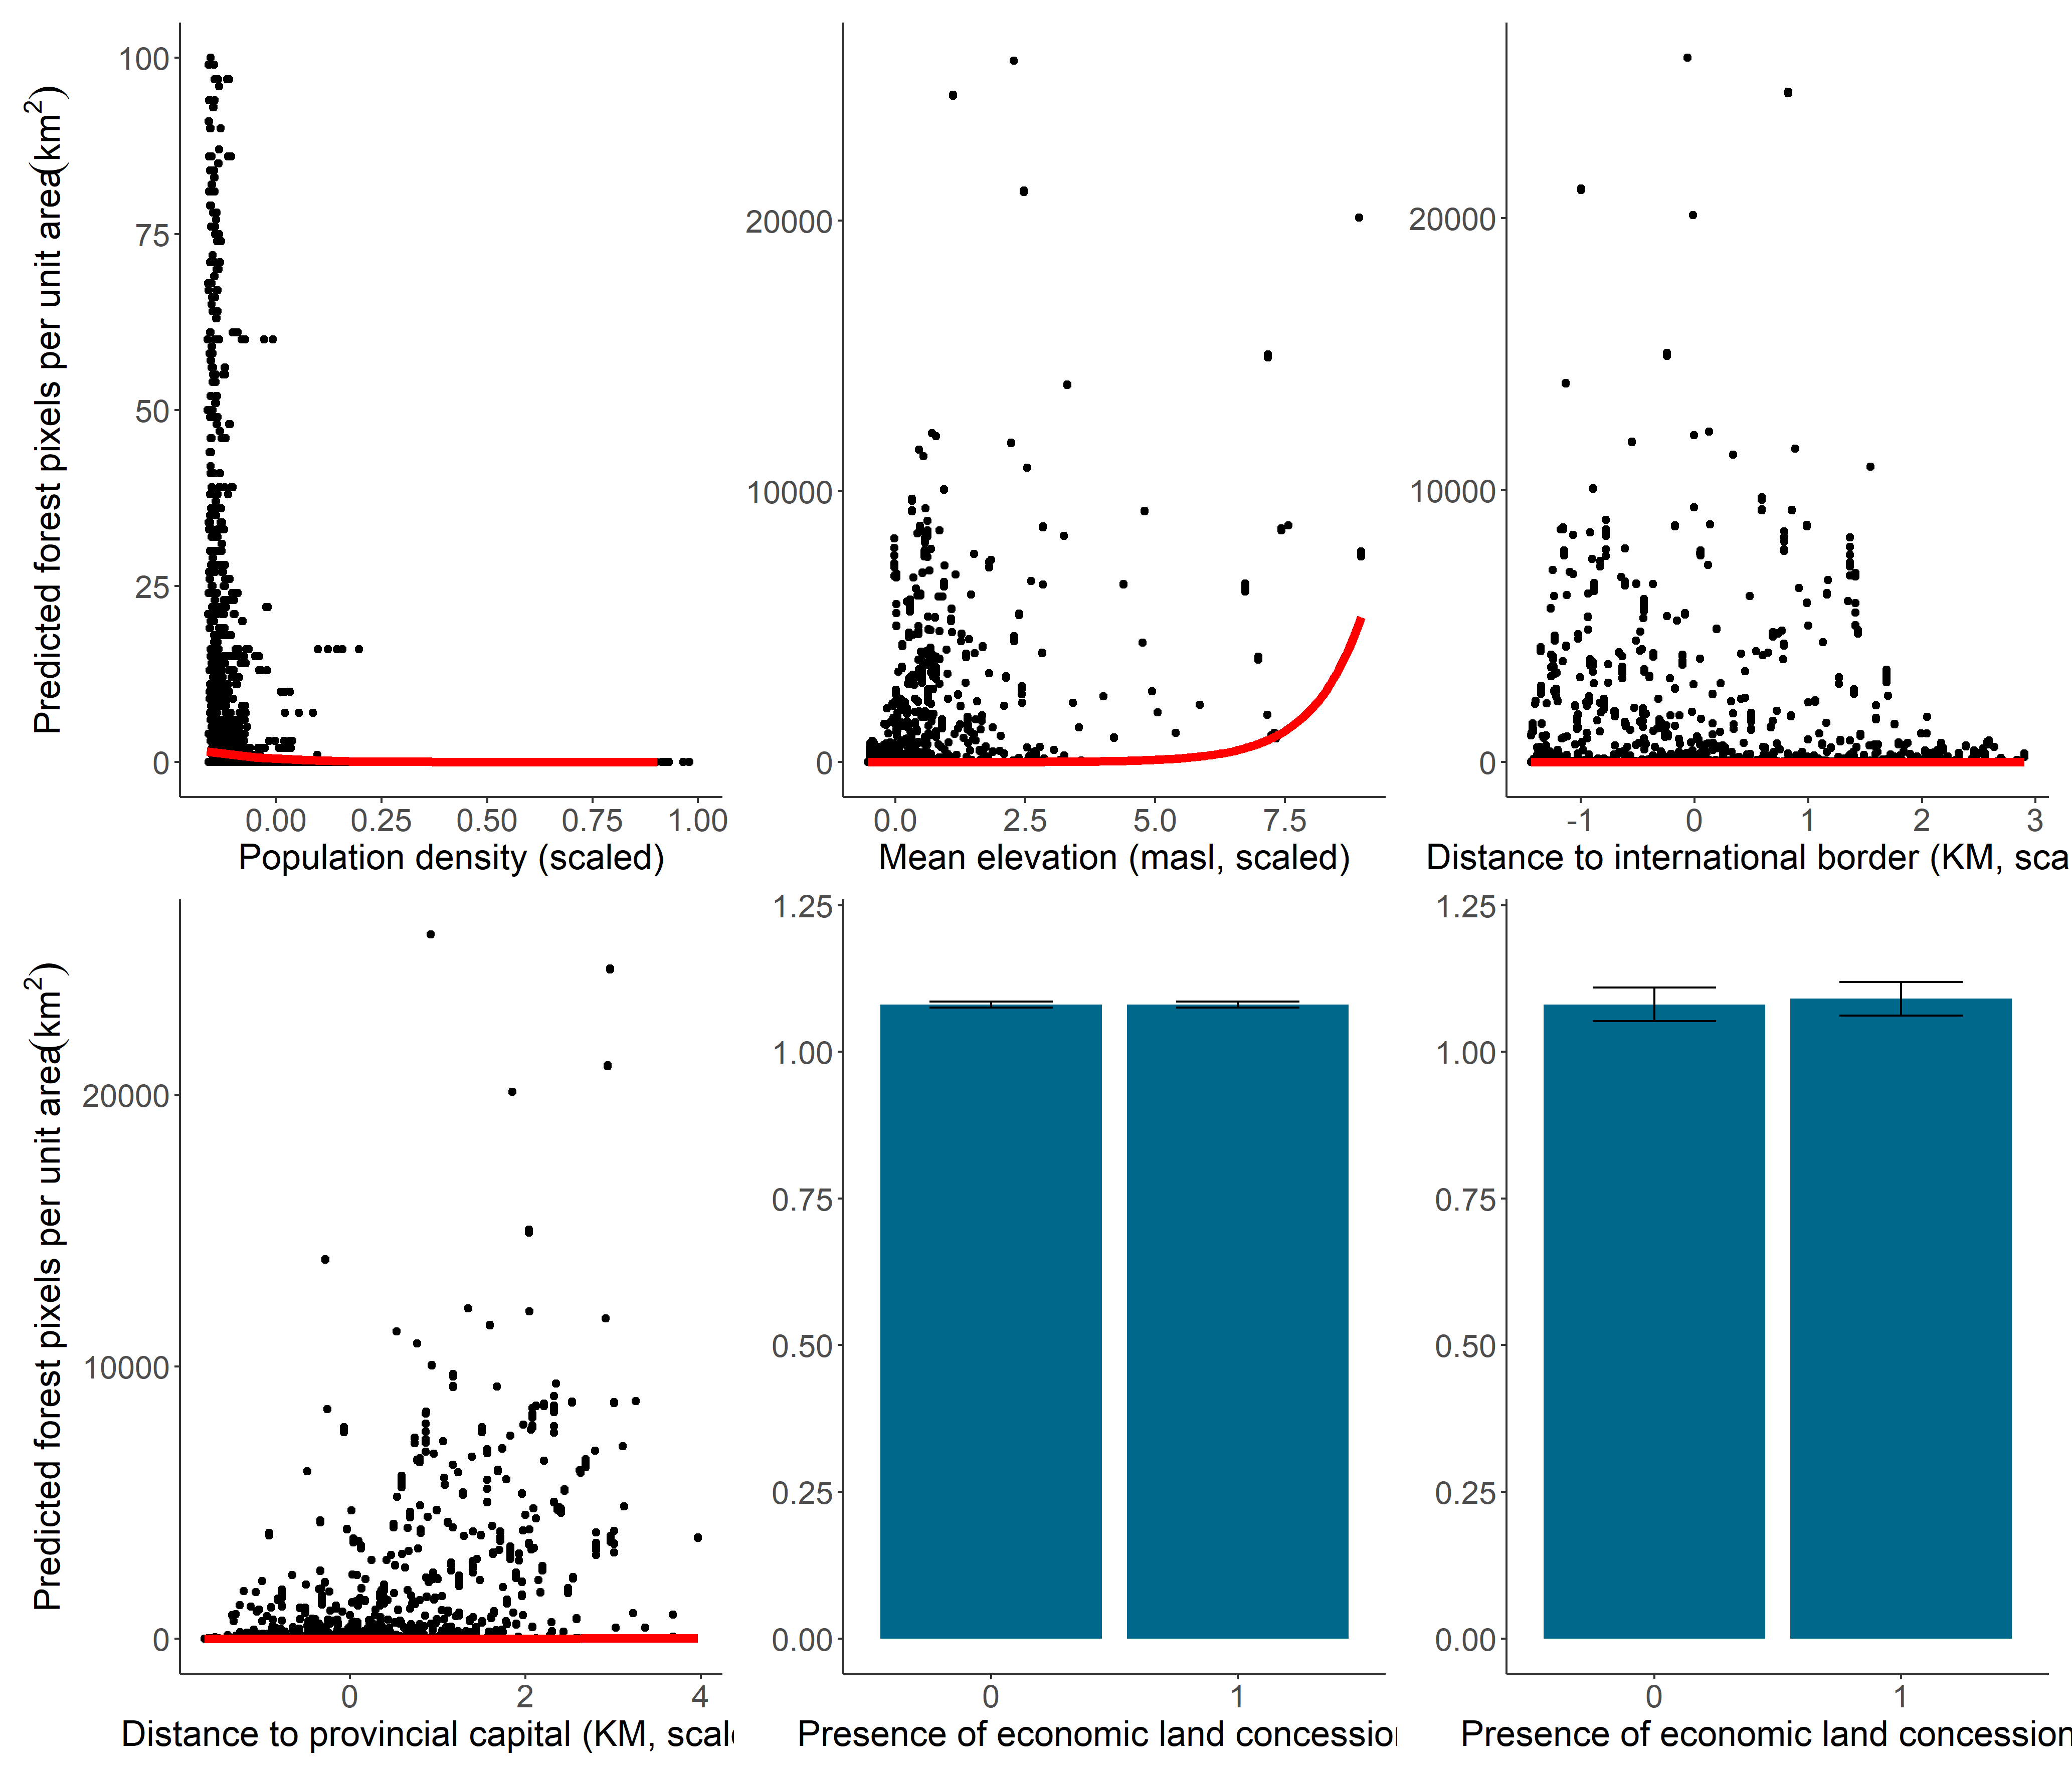 Predicted forest pixels per unit area(km²)
100
75
50
25
0
0.00 0.25 0.50 0.75 1.00
Population density (scaled)
20000
10000
0
0.0 2.5 5.0 7.5
Mean elevation (masl, scaled)
20000
10000
0
-1 0 1 2 3
Distance to international border (KM, sca
Predicted forest pixels per unit area(km²)
20000
10000
0
0 2 4
Distance to provincial capital (KM, scal
1.25
1.00
0.75
0.50
0.25
0.00
0 1
Presence of economic land concession
1.25
1.00
0.75
0.50
0.25
0.00
0 1
Presence of economic land concession